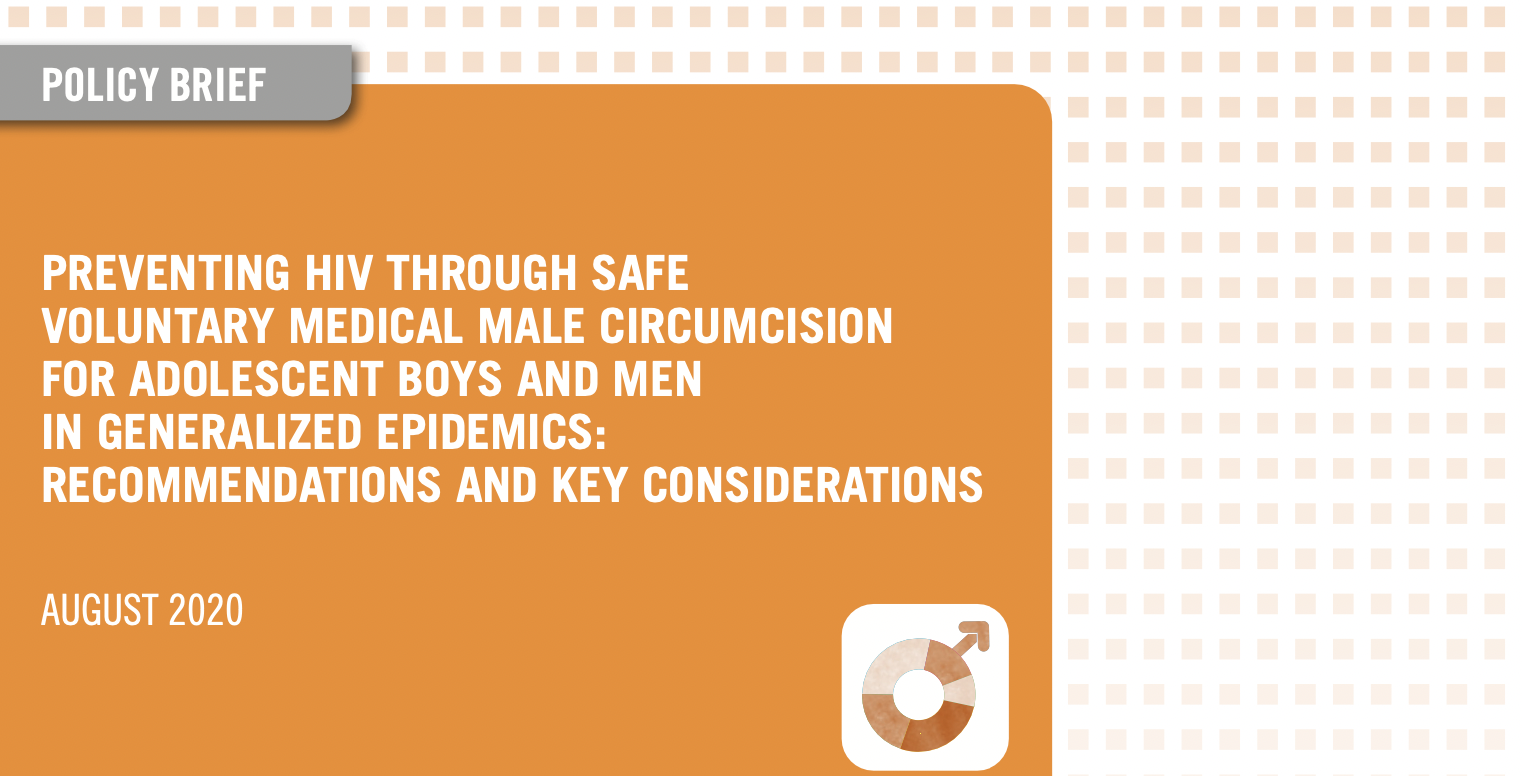 POLICY BRIEF
PREVENTING HIV THROUGH SAFE
VOLUNTARY MEDICAL MALE CIRCUMCISION
FOR ADOLESCENT BOYS AND MEN
IN GENERALIZED EPIDEMICS:
RECOMMENDATIONS AND KEY CONSIDERATIONS
AUGUST 2020